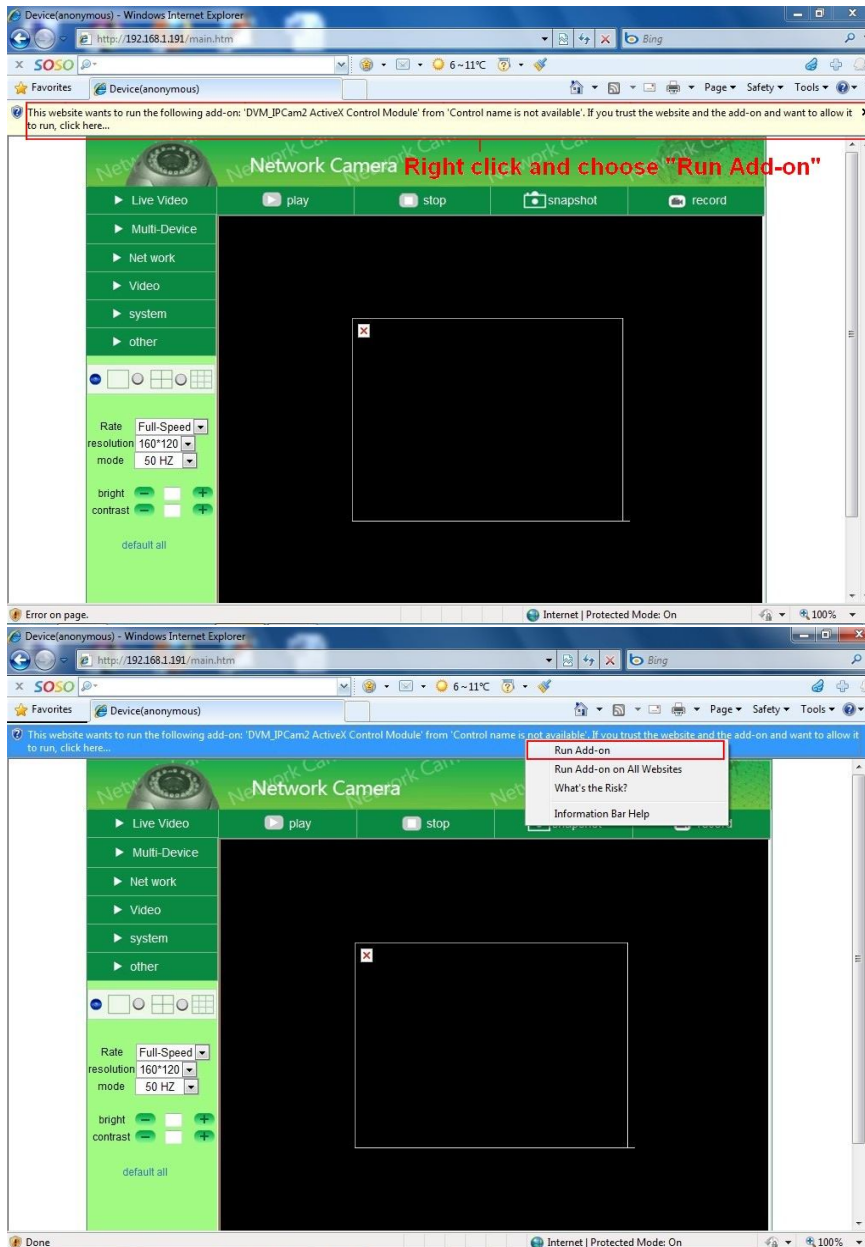 Device(anonymous) - Windows Internet Explorer
http://192.168.1.191/main.htm
Bing
x SOSO
6~11℃
Favorites
Device(anonymous)
Page Safety Tools
This website wants to run the following add-on: 'DVM_IPCam2 ActiveX Control Module' from 'Control name is not available'. If you trust the website and the add-on and want to allow it
to run, click here...
Network Camera
Right click and choose "Run Add-on"
Live Video
play
stop
snapshot
record
Multi-Device
Net work
Video
system
other
Rate Full-Speed
resolution 160*120
mode 50 HZ
bright
contrast
default all
Error on page.
Internet | Protected Mode: On
100%
Device(anonymous) - Windows Internet Explorer
http://192.168.1.191/main.htm
Bing
x SOSO
6~11℃
Favorites
Device(anonymous)
Page Safety Tools
This website wants to run the following add-on: 'DVM_IPCam2 ActiveX Control Module' from 'Control name is not available'. If you trust the website and the add-on and want to allow it
to run, click here...
Run Add-on
Run Add-on on All Websites
What's the Risk?
Information Bar Help
Network Camera
Live Video
play
stop
Multi-Device
Net work
Video
system
other
Rate Full-Speed
resolution 160*120
mode 50 HZ
bright
contrast
default all
Done
Internet | Protected Mode: On
100%